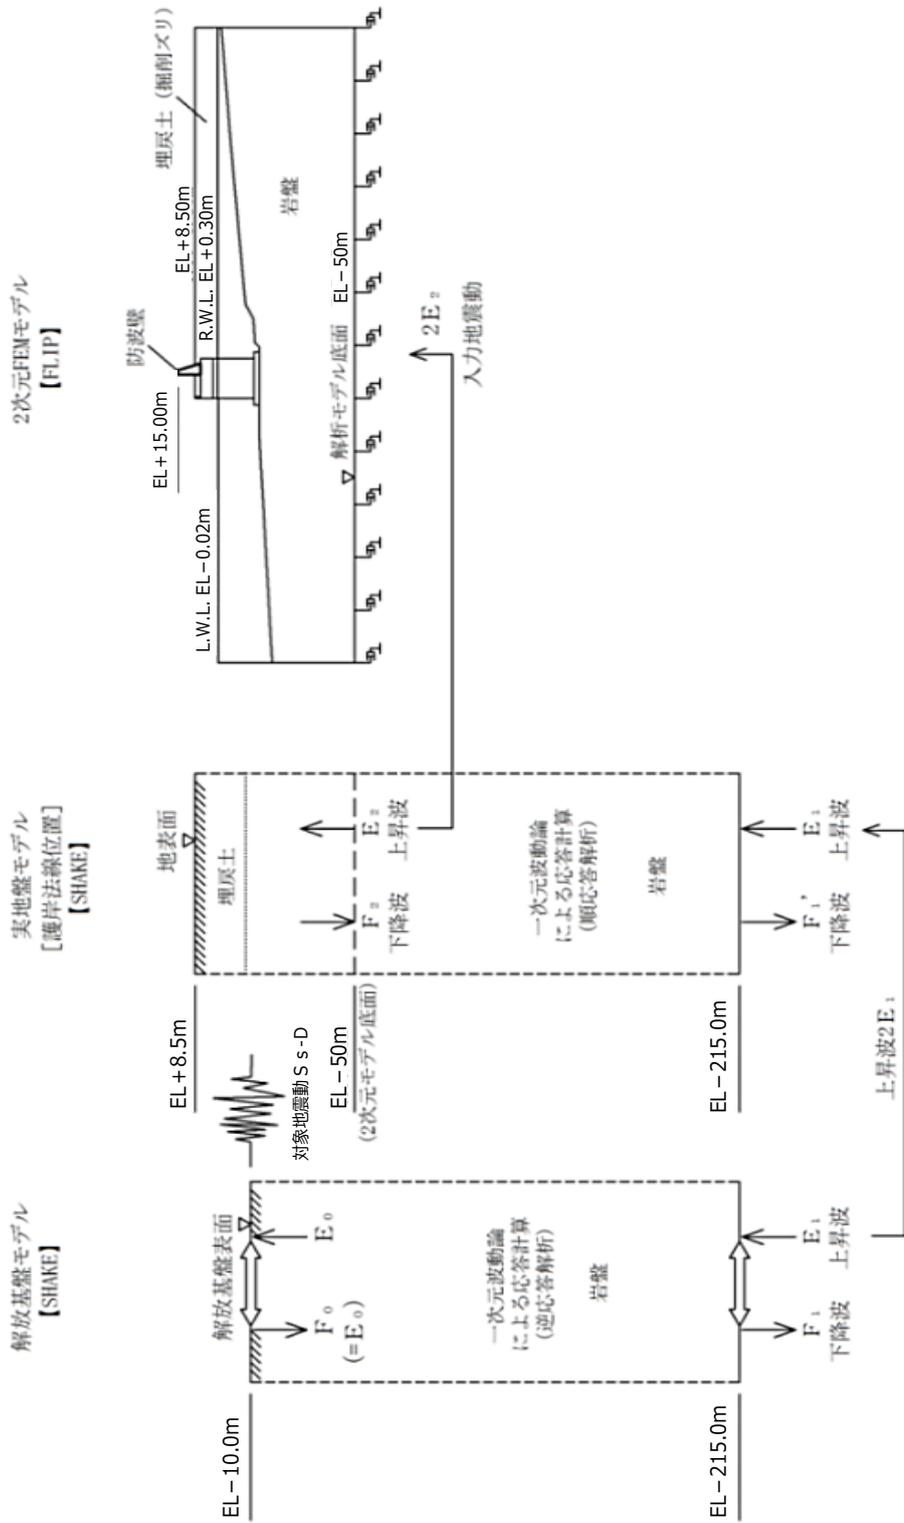 解放基盤モデル
【SHAKE】
EL－10.0m
解放基盤表面
F₀
(=E₀)
E₀
一次元波動論
による応答計算
(逆応答解析)
岩盤
EL－215.0m
F₁
下降波
E₁
上昇波
対象地震動Ｓｓ-Ｄ
上昇波2E₁
実地盤モデル
[護岸法線位置]
【SHAKE】
EL＋8.5m
地表面
埋戻土
EL－50m
(2次元モデル底面)
F₂
下降波
E₂
上昇波
一次元波動論
による応答計算
(順応答解析)
岩盤
EL－215.0m
F₁'
下降波
E₁
上昇波
2次元FEMモデル
【FLIP】
EL＋15.00m
防波壁
埋戻土（掘削ズリ）
EL＋8.50m
R.W.L. EL＋0.30m
L.W.L. EL－0.02m
岩盤
解析モデル底面
EL－50m
2E₂
入力地震動